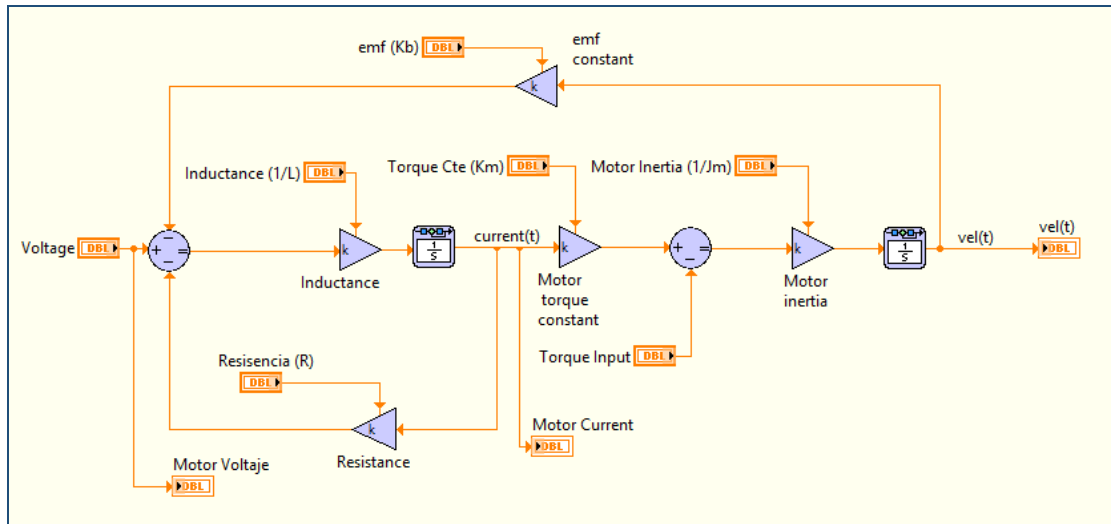 emf (Kb)
DBL
emf
constant
k
Inductance (1/L)
DBL
Torque Cte (Km)
DBL
Motor Inertia (1/Jm)
DBL
Voltage
DBL
+
−
−
=
k
1
S
current(t)
k
+
−
=
k
1
S
vel(t)
vel(t)
DBL
Inductance
Motor
torque
constant
Motor
inertia
Resisencia (R)
DBL
Torque Input
DBL
k
Resistance
Motor Current
DBL
Motor Voltaje
DBL